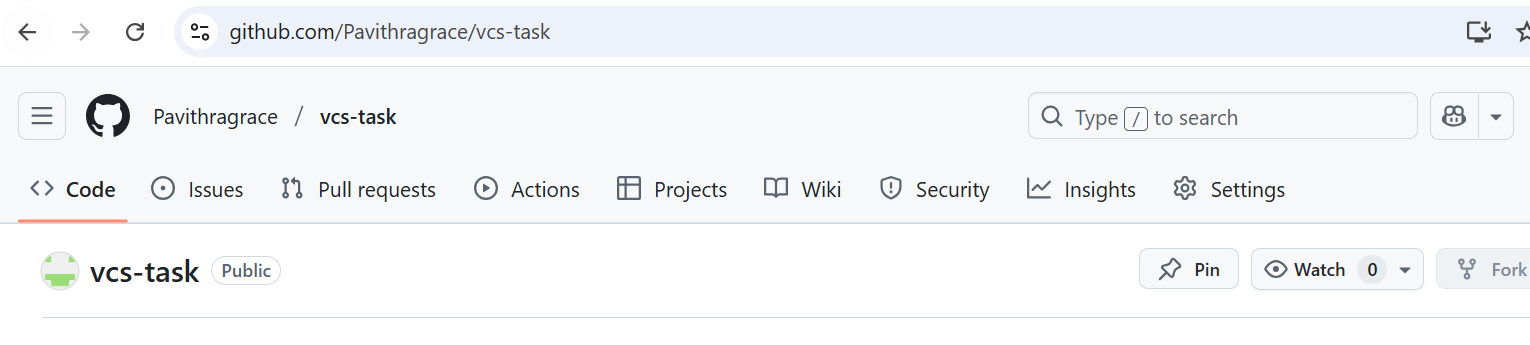 github.com/Pavithragrace/vcs-task
Pavithragrace / vcs-task
Type / to search
Code Issues Pull requests Actions Projects Wiki Security Insights Settings
vcs-task Public Pin Watch 0 Fork